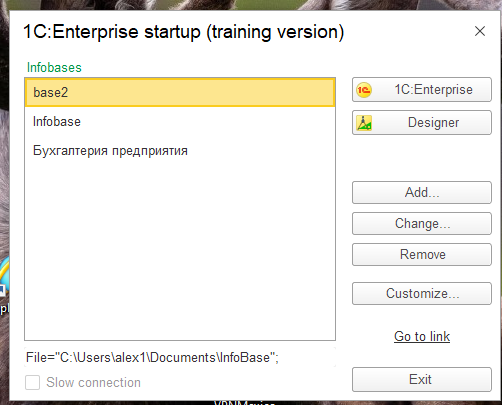 1C:Enterprise startup (training version)
Infobases
base2
Infobase
Бухгалтерия предприятия
1C:Enterprise
Designer
Add...
Change...
Remove
Customize...
Go to link
File="C:\Users\alex1\Documents\InfoBase";
Slow connection
Exit